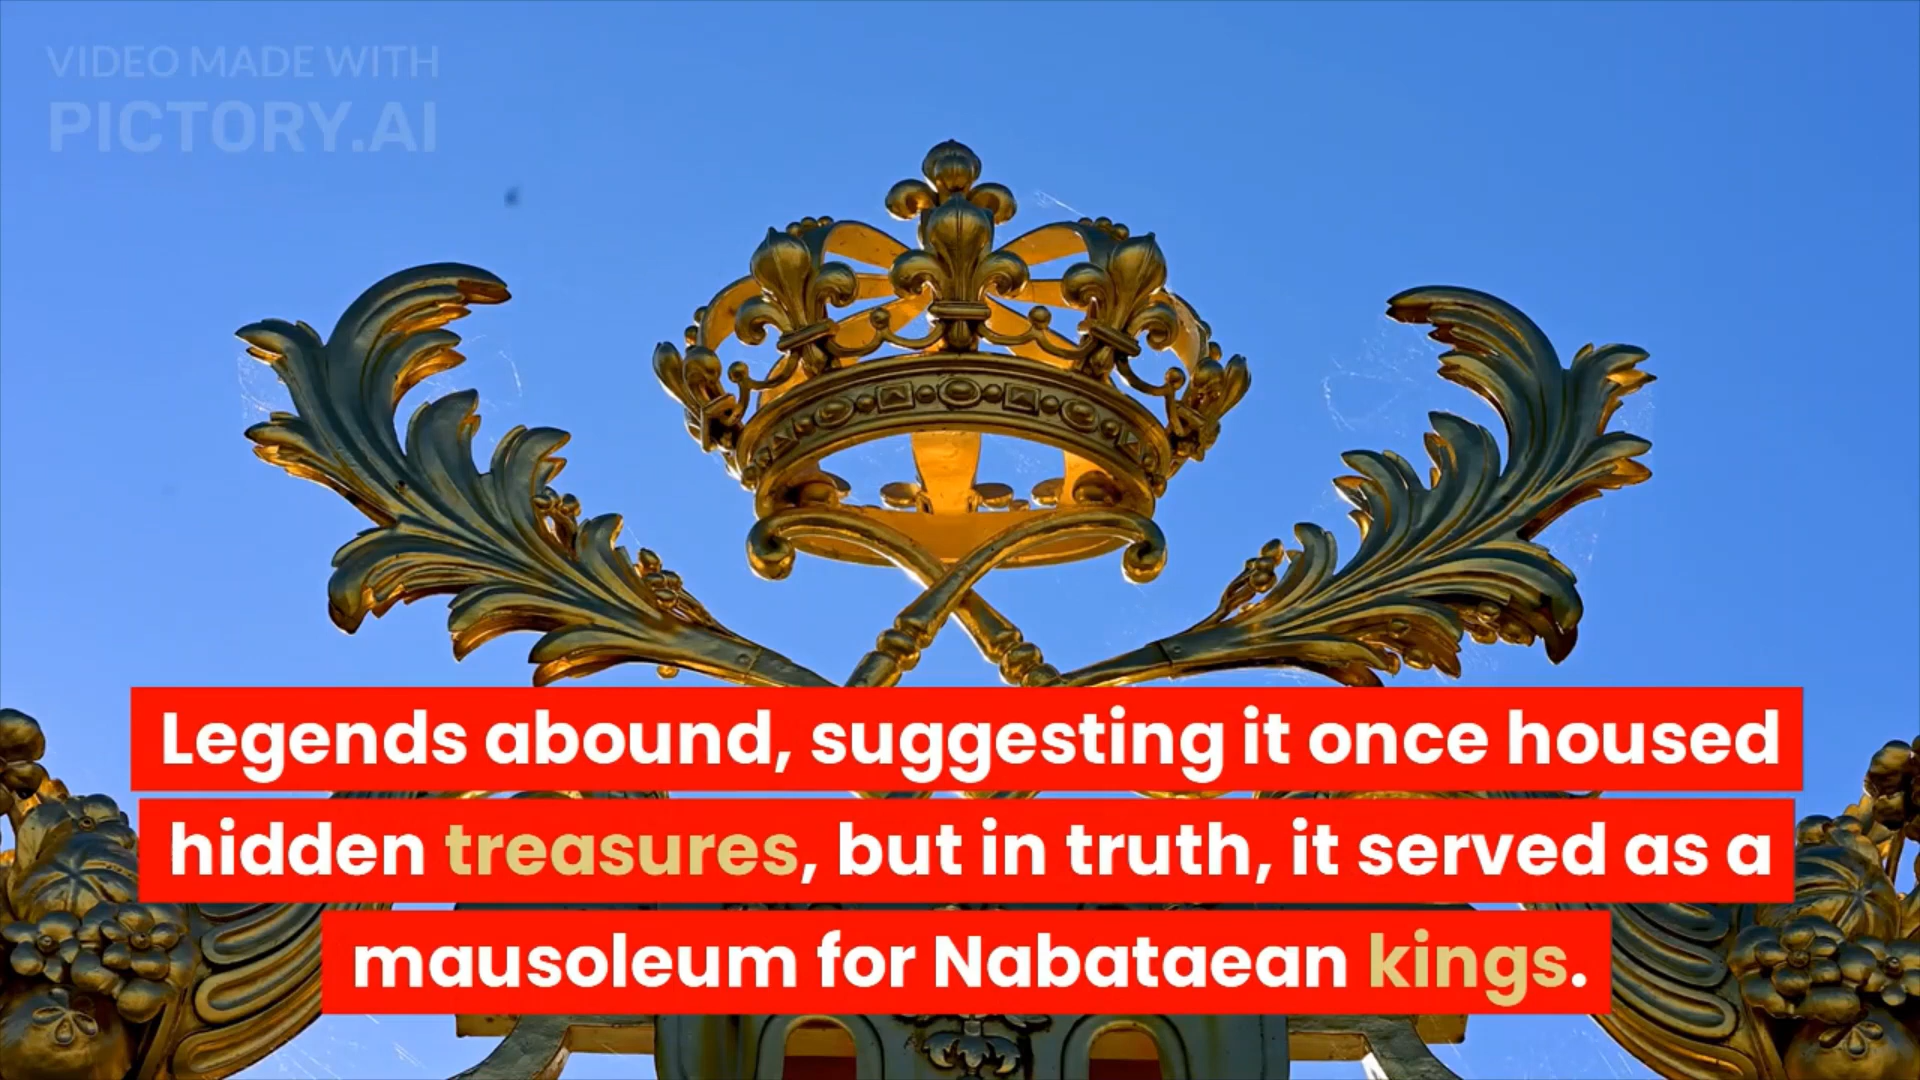 VIDEO MADE WITH
PICTORY.AI
Legends abound, suggesting it once housed
hidden treasures, but in truth, it served as a
mausoleum for Nabataean kings.